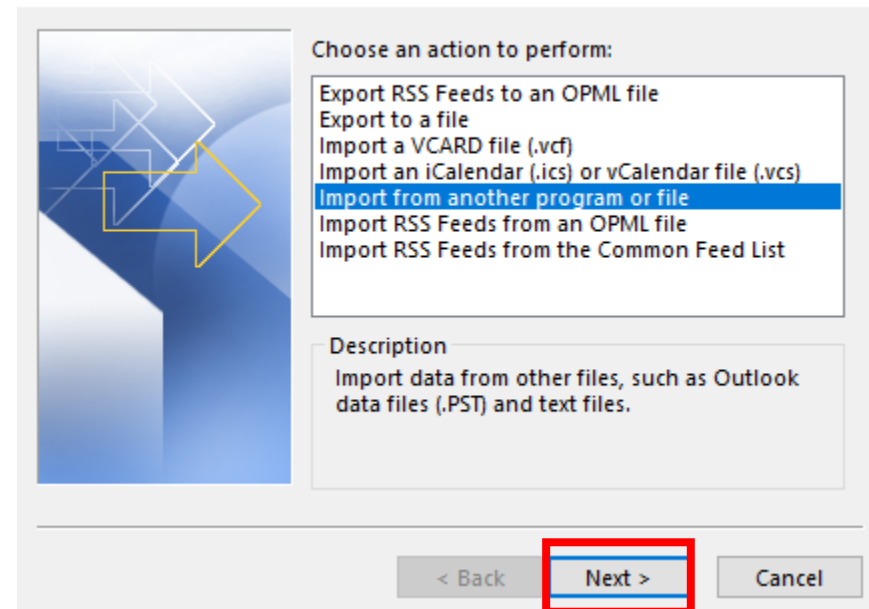 Choose an action to perform:
Export RSS Feeds to an OPML file
Export to a file
Import a VCARD file (.vcf)
Import an iCalendar (.ics) or vCalendar file (.vcs)
Import from another program or file
Import RSS Feeds from an OPML file
Import RSS Feeds from the Common Feed List
Description
Import data from other files, such as Outlook
data files (.PST) and text files.
< Back
Next >
Cancel